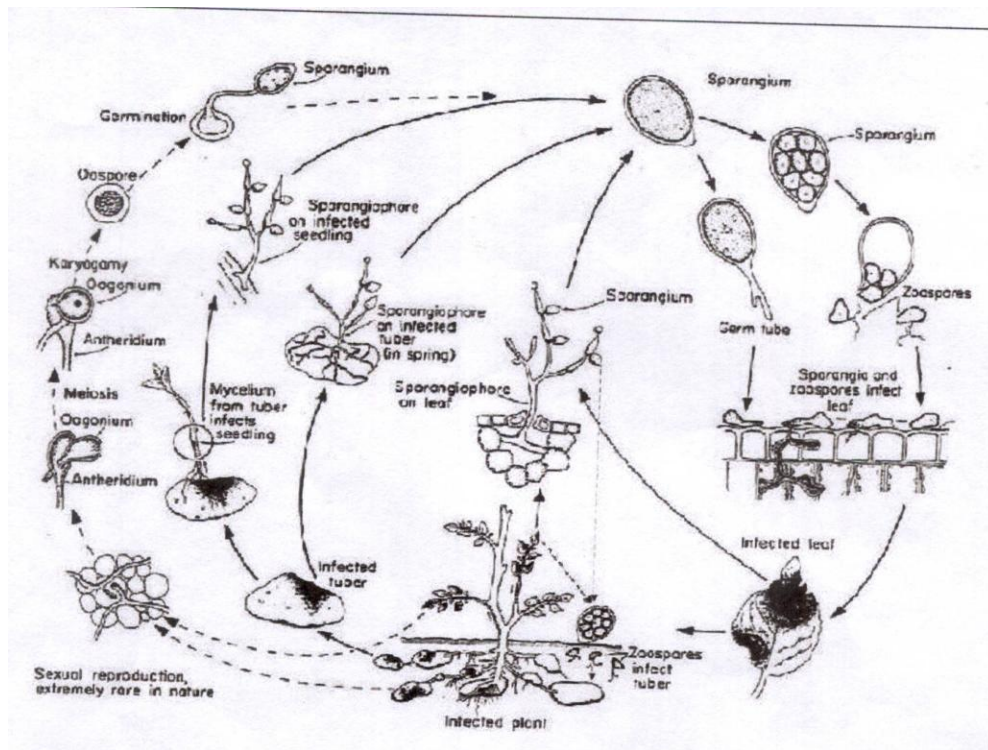 Sporangium
Germination
Oospore
Karyogamy
Oogonium
Antheridium
Meiosis
Oogonium
Antheridium
Sexual reproduction,
extremely rare in nature
Sporangiophore
on infected
seedling
Mycelium
from tuber
infects
seedling
Sporangiophore
on infected
tuber
(in spring)
Infected
tuber
Sporangium
Sporangiophore
on leaf
Infected plant
Zoospores
infect
tuber
Sporangium
Sporangium
Zoospores
Germ tube
Sporangia and
zoospores infect
leaf
Infected leaf